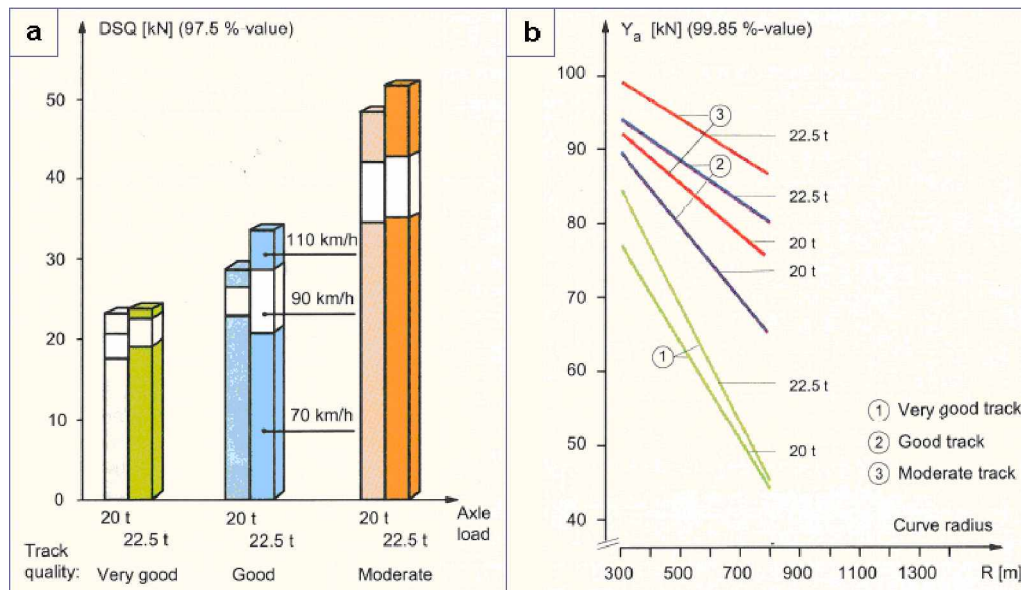 a
DSQ [kN] (97.5 % value)
50
40
30
20
10
0
110 km/h
90 km/h
70 km/h
20 t
22.5 t
20 t
22.5 t
20 t
22.5 t
Axle
load
Track
quality:
Very good
Good
Moderate
b
Ya [kN] (99.85 %-value)
100
90
80
70
60
50
40
3
22.5 t
2
22.5 t
20 t
20 t
1
22.5 t
20 t
1 Very good track
2 Good track
3 Moderate track
Curve radius
300 500 700 900 1100 1300 R [m]